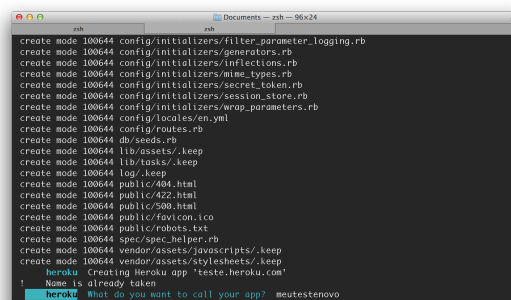 Documents — zsh — 96×24
zsh
zsh
create mode 100644 config/initializers/filter_parameter_logging.rb
create mode 100644 config/initializers/generators.rb
create mode 100644 config/initializers/inflections.rb
create mode 100644 config/initializers/mime_types.rb
create mode 100644 config/initializers/secret_token.rb
create mode 100644 config/initializers/session_store.rb
create mode 100644 config/initializers/wrap_parameters.rb
create mode 100644 config/locales/en.yml
create mode 100644 config/routes.rb
create mode 100644 db/seeds.rb
create mode 100644 lib/assets/.keep
create mode 100644 lib/tasks/.keep
create mode 100644 log/.keep
create mode 100644 public/404.html
create mode 100644 public/422.html
create mode 100644 public/500.html
create mode 100644 public/favicon.ico
create mode 100644 public/robots.txt
create mode 100644 spec/spec_helper.rb
create mode 100644 vendor/assets/javascripts/.keep
create mode 100644 vendor/assets/stylesheets/.keep
heroku Creating Heroku app 'teste.heroku.com'
! Name is already taken
heroku What do you want to call your app? meutestenovo